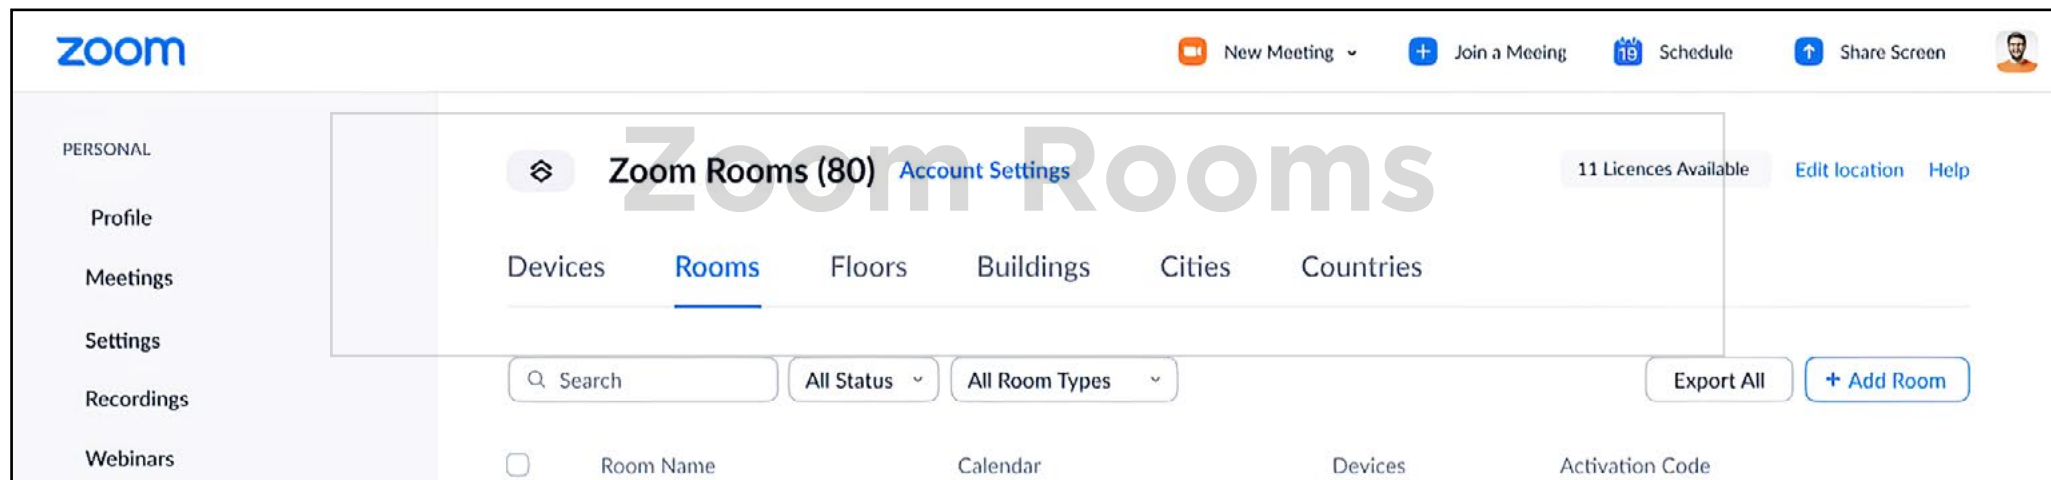 zoom
New Meeting
Join a Meeing
19
Schedule
Share Screen
PERSONAL
Profile
Meetings
Settings
Recordings
Webinars
Zoom Rooms
Zoom Rooms (80) Account Settings
11 Licences Available
Edit location
Help
Devices Rooms Floors Buildings Cities Countries
Search
All Status
All Room Types
Export All
+ Add Room
Room Name Calendar Devices Activation Code